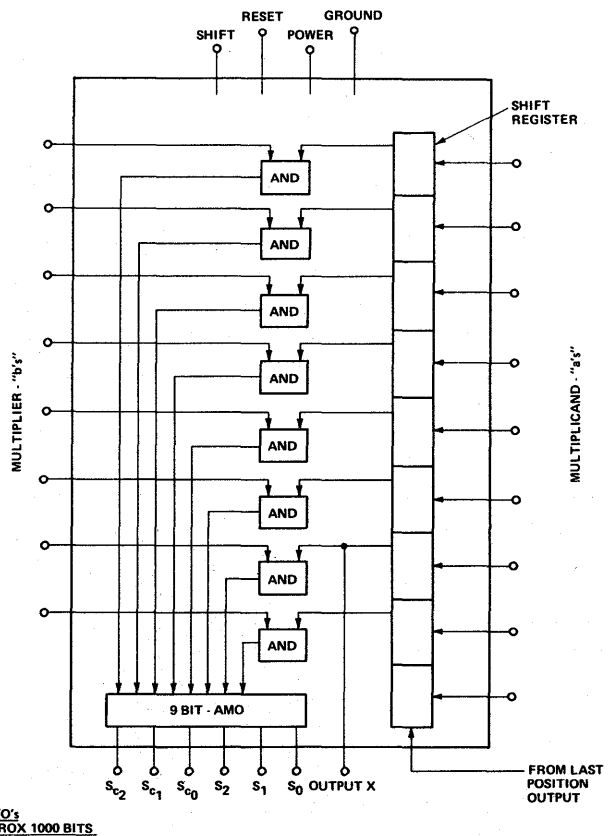 RESET
GROUND
SHIFT
POWER
SHIFT
REGISTER
AND
AND
AND
AND
AND
AND
AND
AND
MULTIPLIER - "b's"
MULTIPLICAND - "a's"
9 BIT - AMO
Sc2 Sc1 Sc0 S2 S1 S0 OUTPUT X
FROM LAST
POSITION
OUTPUT
O's
ROX 1000 BITS